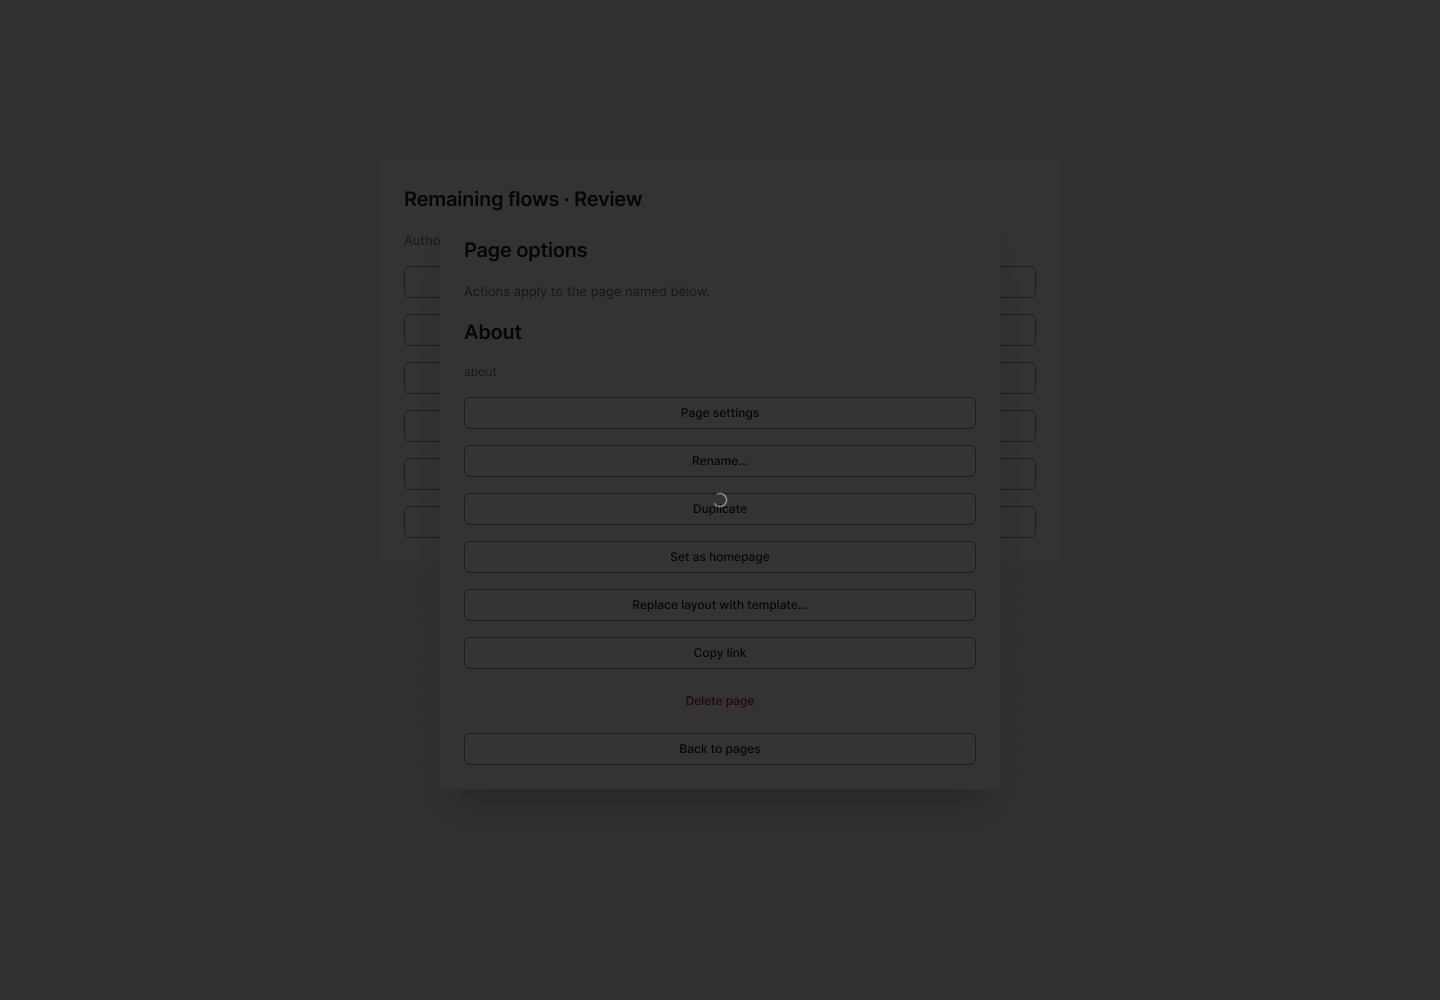 Remaining flows · Review
Autho
Page options
Actions apply to the page named below.
About
about
Page settings
Rename...
Duplicate
Set as homepage
Replace layout with template...
Copy link
Delete page
Back to pages